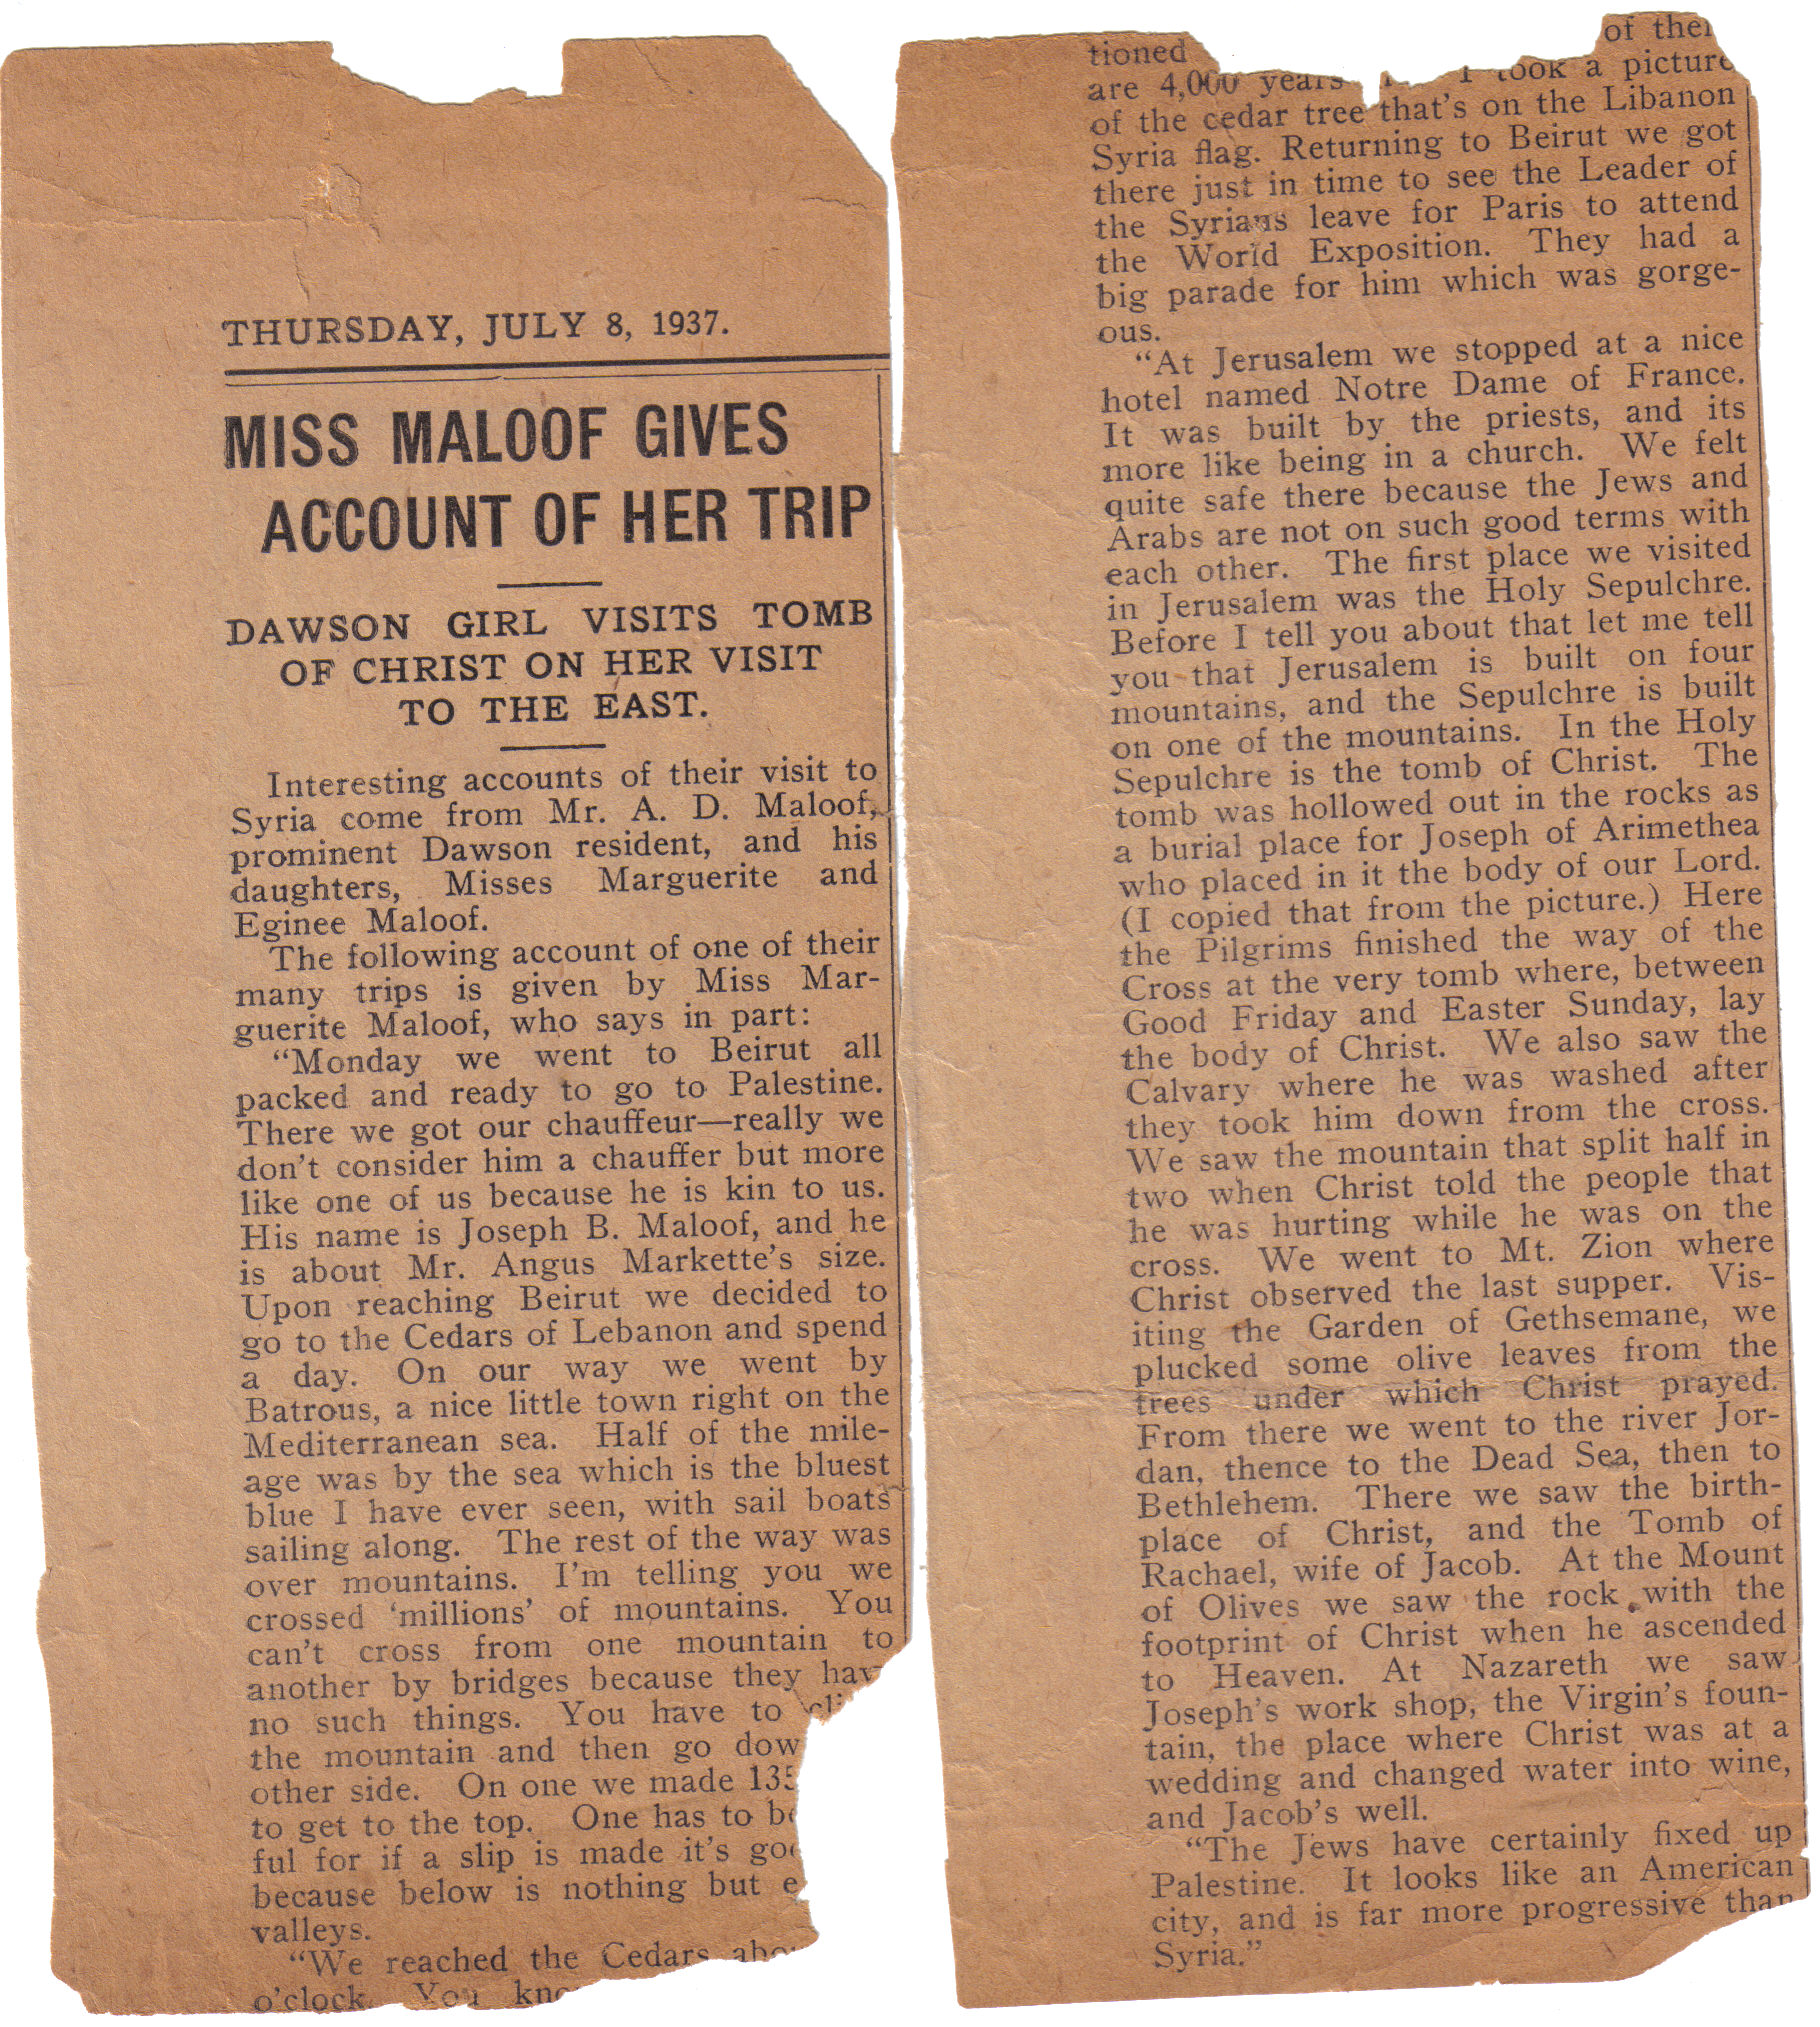 THURSDAY, JULY 8, 1937.
MISS MALOOF GIVES
ACCOUNT OF HER TRIP
DAWSON GIRL VISITS TOMB
OF CHRIST ON HER VISIT
TO THE EAST.
Interesting accounts of their visit to
Syria come from Mr. A. D. Maloof,
prominent Dawson resident, and his
daughters, Misses Marguerite and
Eginee Maloof.
The following account of one of their
many trips is given by Miss Mar-
guerite Maloof, who says in part:
"Monday we went to Beirut all
packed and ready to go to Palestine.
There we got our chauffeur—really we
don't consider him a chauffer but more
like one of us because he is kin to us.
His name is Joseph B. Maloof, and he
is about Mr. Angus Markette's size.
Upon reaching Beirut we decided to
go to the Cedars of Lebanon and spend
a day. On our way we went by
Batrous, a nice little town right on the
Mediterranean sea. Half of the mile-
age was by the sea which is the bluest
blue I have ever seen, with sail boats
sailing along. The rest of the way was
over mountains. I'm telling you we
crossed 'millions' of mountains. You
can't cross from one mountain to
another by bridges because they hav
no such things. You have to
the mountain and then go dow
other side. On one we made 135
to get to the top. One has to b
ful for if a slip is made it's go
because below is nothing but e
valleys.
"We reached the Cedars abo
o'clock. You kno
tioned of the
are 4,000 years I took a picture
of the cedar tree that's on the Libanon
Syria flag. Returning to Beirut we got
there just in time to see the Leader of
the Syrians leave for Paris to attend
the World Exposition. They had a
big parade for him which was gorge-
ous.
"At Jerusalem we stopped at a nice
hotel named Notre Dame of France.
It was built by the priests, and its
more like being in a church. We felt
quite safe there because the Jews and
Arabs are not on such good terms with
each other. The first place we visited
in Jerusalem was the Holy Sepulchre.
Before I tell you about that let me tell
you that Jerusalem is built on four
mountains, and the Sepulchre is built
on one of the mountains. In the Holy
Sepulchre is the tomb of Christ. The
tomb was hollowed out in the rocks as
a burial place for Joseph of Arimethea
who placed in it the body of our Lord.
(I copied that from the picture.) Here
the Pilgrims finished the way of the
Cross at the very tomb where, between
Good Friday and Easter Sunday, lay
the body of Christ. We also saw the
Calvary where he was washed after
they took him down from the cross.
We saw the mountain that split half in
two when Christ told the people that
he was hurting while he was on the
cross. We went to Mt. Zion where
Christ observed the last supper. Vis-
iting the Garden of Gethsemane, we
plucked some olive leaves from the
trees under which Christ prayed.
From there we went to the river Jor-
dan, thence to the Dead Sea, then to
Bethlehem. There we saw the birth-
place of Christ, and the Tomb of
Rachael, wife of Jacob. At the Mount
of Olives we saw the rock with the
footprint of Christ when he ascended
to Heaven. At Nazareth we saw
Joseph's work shop, the Virgin's foun-
tain, the place where Christ was at a
wedding and changed water into wine,
and Jacob's well.
"The Jews have certainly fixed up
Palestine. It looks like an American
city, and is far more progressive than
Syria."